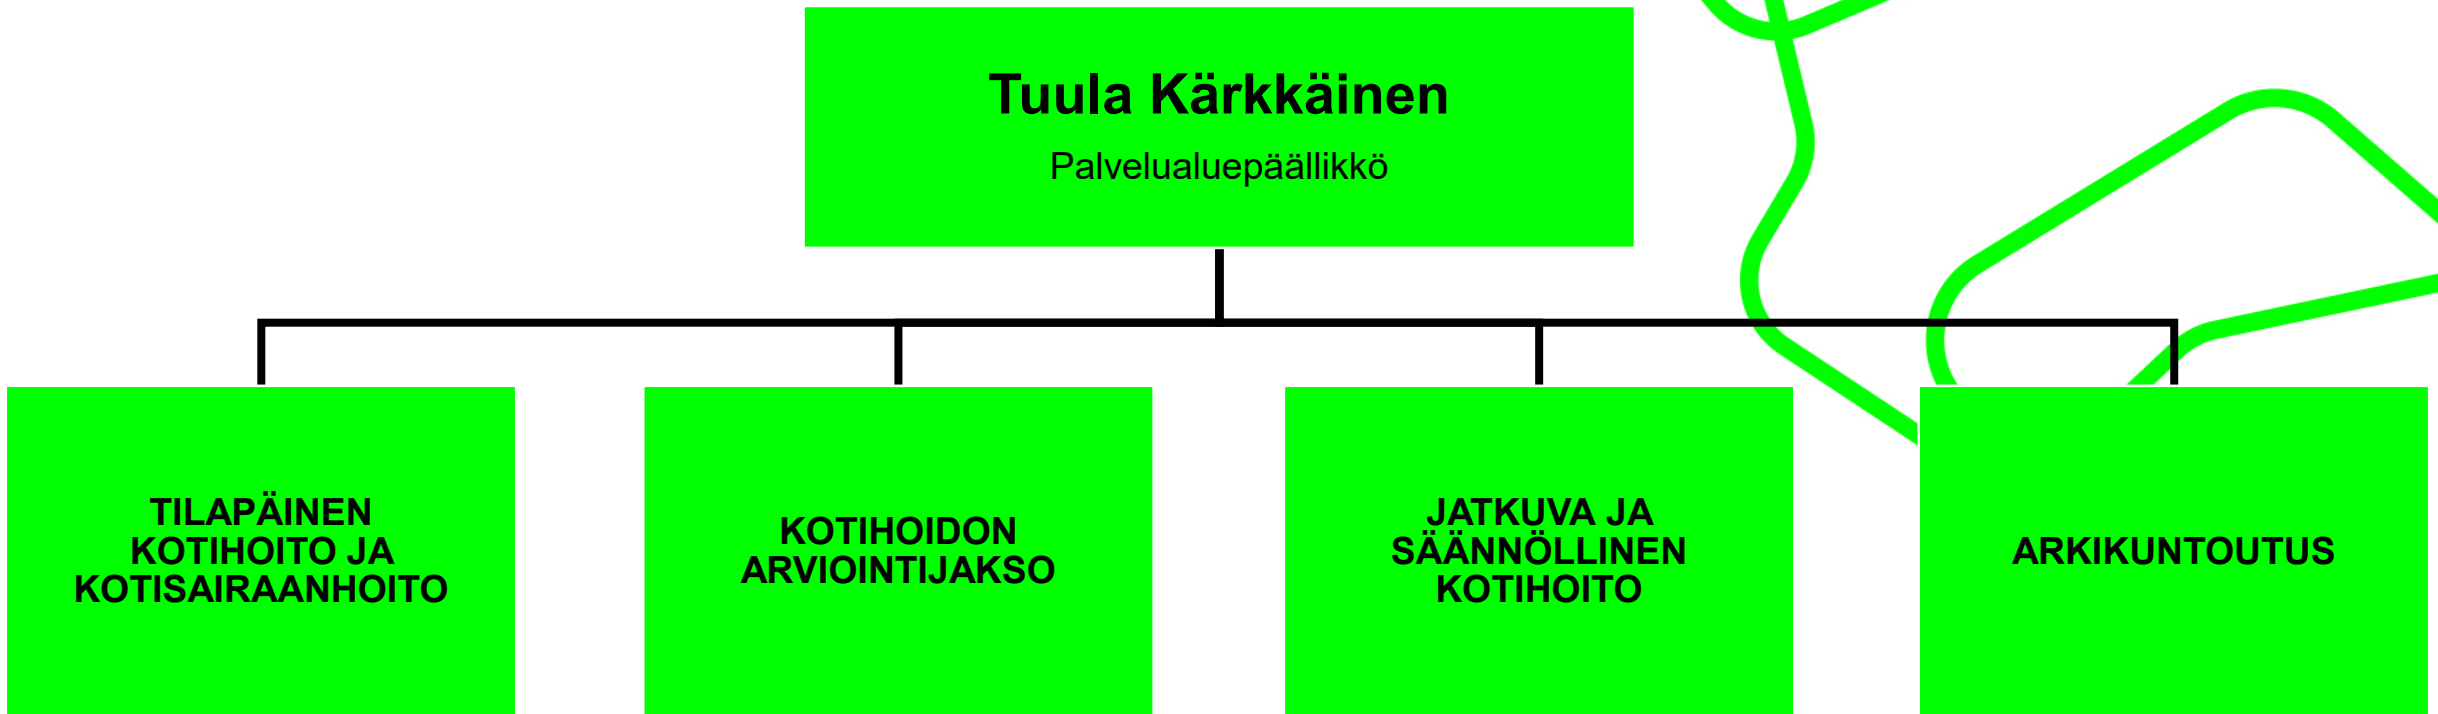 Tuula Kärkkäinen
Palvelualuepäällikkö
TILAPÄINEN
KOTIHOITO JA
KOTISAIRAANHOITO
KOTIHOIDON
ARVIOINTIJAKSO
JATKUVA JA
SÄÄNNÖLLINEN
KOTIHOITO
ARKIKUNTOUTUS